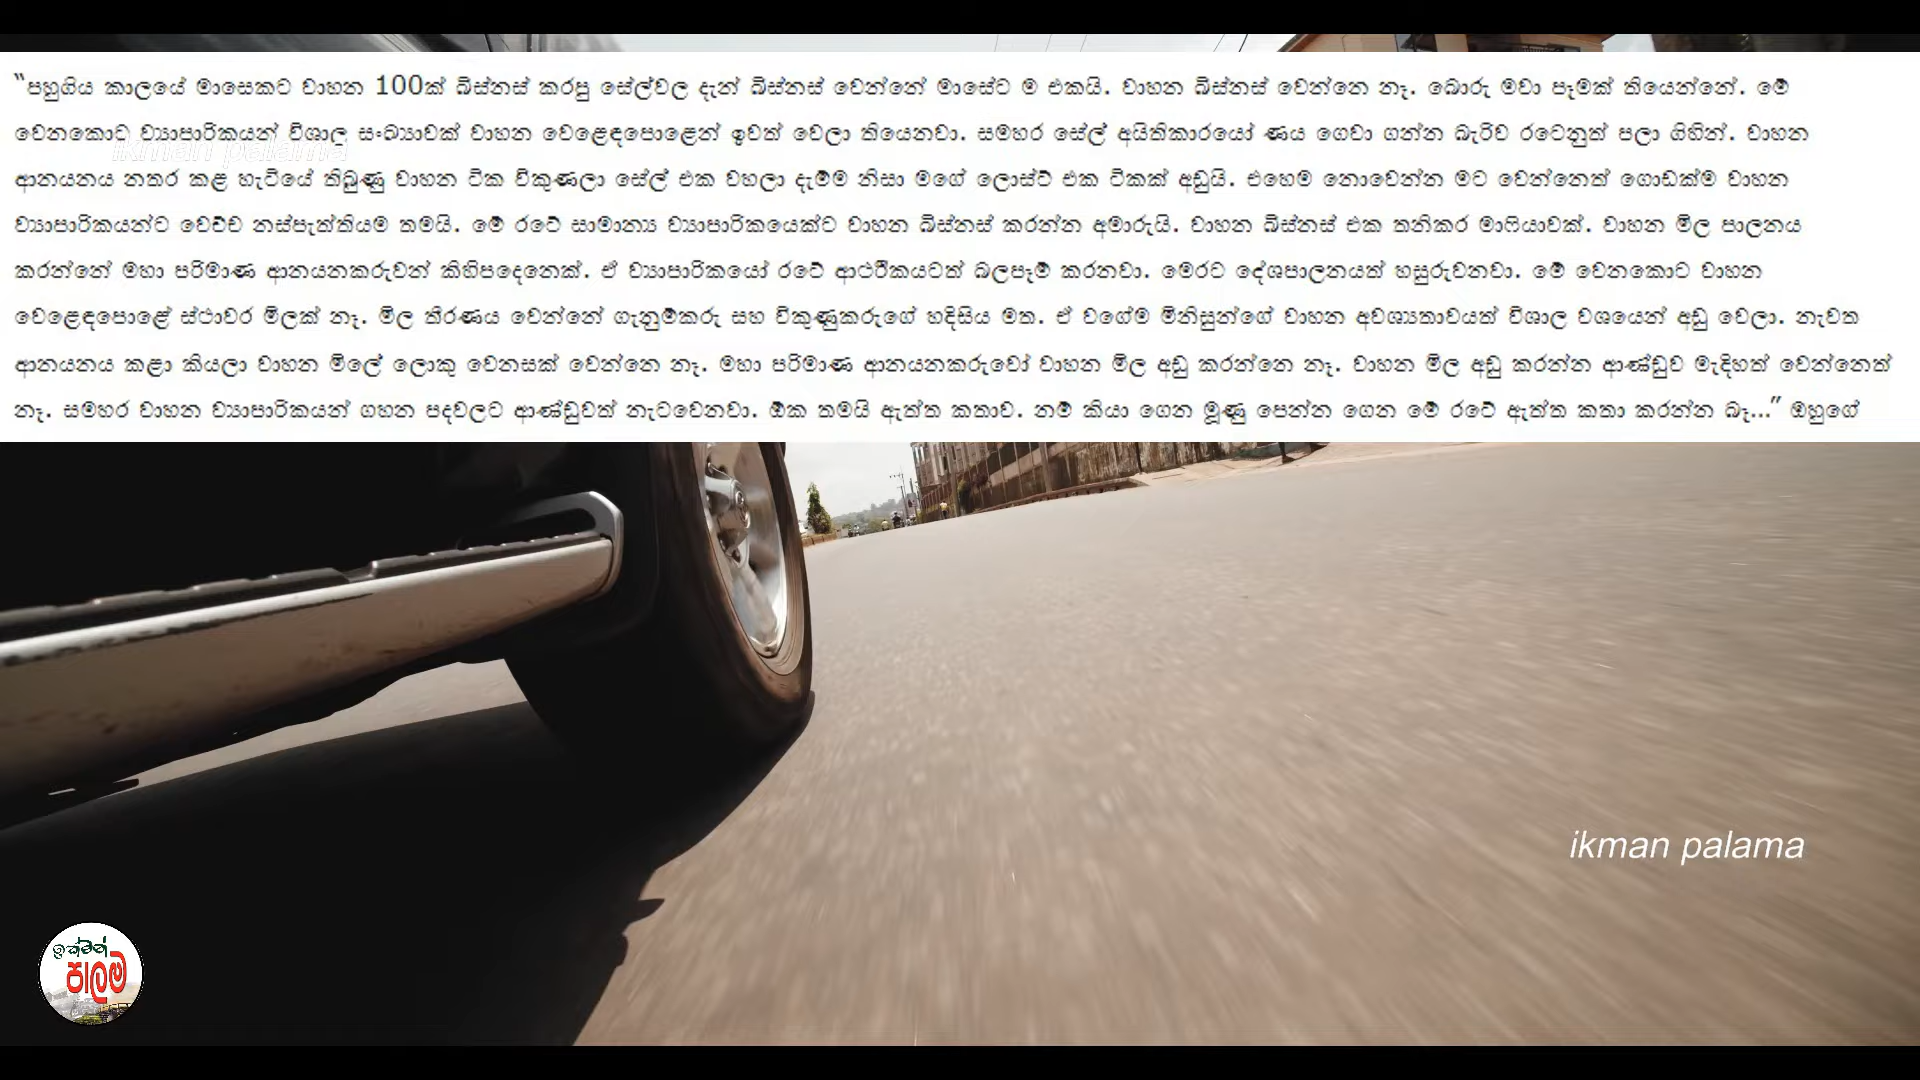 “පහුගිය කාලයේ මාසෙකට වාහන 100ක් බිස්නස් කරපු සේල්වල දැන් බිස්නස් වෙන්නේ මාසේට ම එකයි. වාහන බිස්නස් වෙන්නෙ නෑ. බොරු මවා පෑමක් තියෙන්නේ. මේ
වෙනකොට ව්‍යාපාරිකයන් විශාල සංඛ්‍යාවක් වාහන වෙළෙඳපොළෙන් ඉවත් වෙලා තියෙනවා. සමහර සේල් අයිතිකාරයෝ ණය ගෙවා ගන්න බැරිව රටෙනුත් පලා ගිහින්. වාහන
ikman palama
ආනයනය නතර කළ හැටියේ තිබුණු වාහන ටික විකුණලා සේල් එක වහලා දැම්ම නිසා මගේ ලොස්ට් එක ටිකක් අඩුයි. එහෙම නොවෙන්න මට වෙන්නෙත් ගොඩක්ම වාහන
ව්‍යාපාරිකයන්ට වෙච්ච නස්පැත්තියම තමයි. මේ රටේ සාමාන්‍ය ව්‍යාපාරිකයෙක්ට වාහන බිස්නස් කරන්න අමාරුයි. වාහන බිස්නස් එක තනිකර මාෆියාවක්. වාහන මිල පාලනය
කරන්නේ මහා පරිමාණ ආනයනකරුවන් කිහිපදෙනෙක්. ඒ ව්‍යාපාරිකයෝ රටේ ආර්ථිකයටත් බලපෑම් කරනවා. මෙරට දේශපාලනයත් හසුරුවනවා. මේ වෙනකොට වාහන
වෙළෙඳපොළේ ස්ථාවර මිලක් නෑ. මිල තීරණය වෙන්නේ ගැනුම්කරු සහ විකුණුකරුගේ හදිසිය මත. ඒ වගේම මිනිසුන්ගේ වාහන අවශ්‍යතාවයත් විශාල වශයෙන් අඩු වෙලා. නැවත
ආනයනය කළා කියලා වාහන මිලේ ලොකු වෙනසක් වෙන්නෙ නෑ. මහා පරිමාණ ආනයනකරුවෝ වාහන මිල අඩු කරන්නෙ නෑ. වාහන මිල අඩු කරන්න ආණ්ඩුව මැදිහත් වෙන්නෙත්
නෑ. සමහර වාහන ව්‍යාපාරිකයන් ගහන පදවලට ආණ්ඩුවත් නැටවෙනවා. ඕක තමයි ඇත්ත කතාව. නම් කියා ගෙන මූණු පෙන්න ගෙන මේ රටේ ඇත්ත කතා කරන්න බෑ...” ඔහුගේ
ikman palama
ඉක්මන්
පාලම